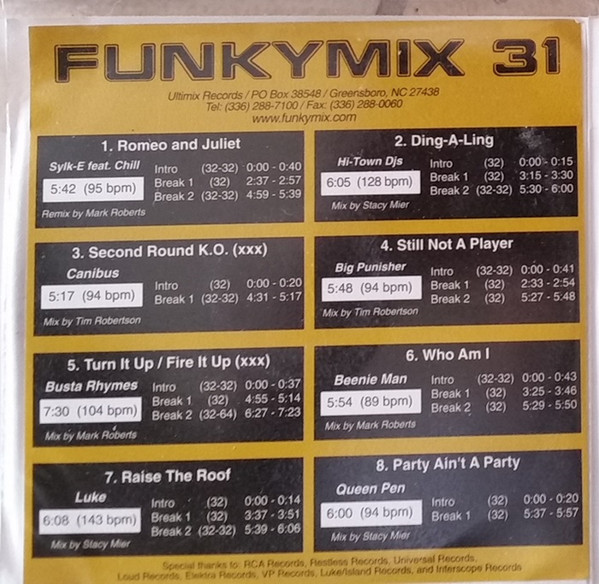 FUNKYMIX 31
Ultimix Records / PO Box 38548 / Greensboro, NC 27438
Tel: (336) 288-7100 / Fax: (336) 288-0060
www.funkymix.com
1. Romeo and Juliet
Sylk-E feat. Chill
5:42 (95 bpm)
Intro (32-32) 0:00 - 0:40
Break 1 (32) 2:37 - 2:57
Break 2 (32-32) 4:59 - 5:39
Remix by Mark Roberts
2. Ding-A-Ling
Hi-Town Djs
6:05 (128 bpm)
Intro (32) 0:00 - 0:15
Break 1 (32) 3:15 - 3:30
Break 2 (32-32) 5:30 - 6:00
Mix by Stacy Mier
3. Second Round K.O. (xxx)
Canibus
5:17 (94 bpm)
Intro (32) 0:00 - 0:20
Break 1 (32-32) 4:31 - 5:17
Mix by Tim Robertson
4. Still Not A Player
Big Punisher
5:48 (94 bpm)
Intro (32-32) 0:00 - 0:41
Break 1 (32) 2:33 - 2:54
Break 2 (32) 5:27 - 5:48
Mix by Tim Robertson
5. Turn It Up / Fire It Up (xxx)
Busta Rhymes
7:30 (104 bpm)
Intro (32-32) 0:00 - 0:37
Break 1 (32) 4:55 - 5:14
Break 2 (32-64) 6:27 - 7:23
Mix by Mark Roberts
6. Who Am I
Beenie Man
5:54 (89 bpm)
Intro (32-32) 0:00 - 0:43
Break 1 (32) 3:25 - 3:46
Break 2 (32) 5:29 - 5:50
Mix by Mark Roberts
7. Raise The Roof
Luke
6:08 (143 bpm)
Intro (32) 0:00 - 0:14
Break 1 (32) 3:37 - 3:51
Break 2 (32-32) 5:39 - 6:06
Mix by Stacy Mier
8. Party Ain't A Party
Queen Pen
6:00 (94 bpm)
Intro (32) 0:00 - 0:20
Break 1 (32) 5:37 - 5:57
Mix by Stacy Mier
Special thanks to: RCA Records, Restless Records, Universal Records,
Loud Records, Elektra Records, VP Records, Luke/Island Records, and Interscope Records